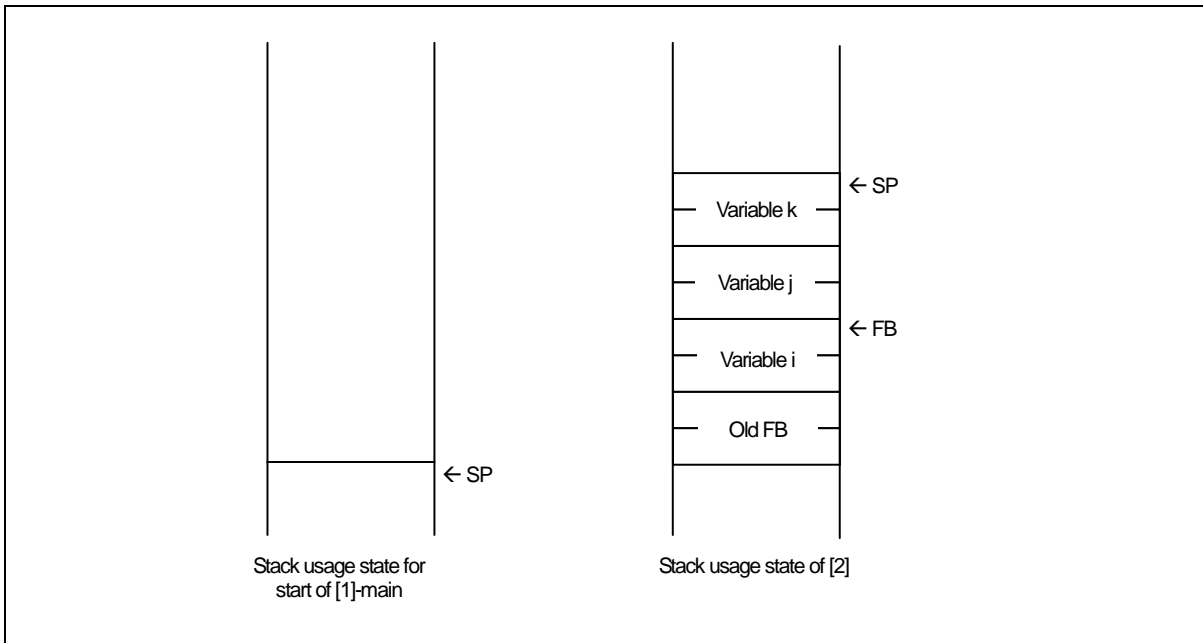 ← SP
Variable k
Variable j
← FB
Variable i
Old FB
← SP
Stack usage state for
start of [1]-main
Stack usage state of [2]